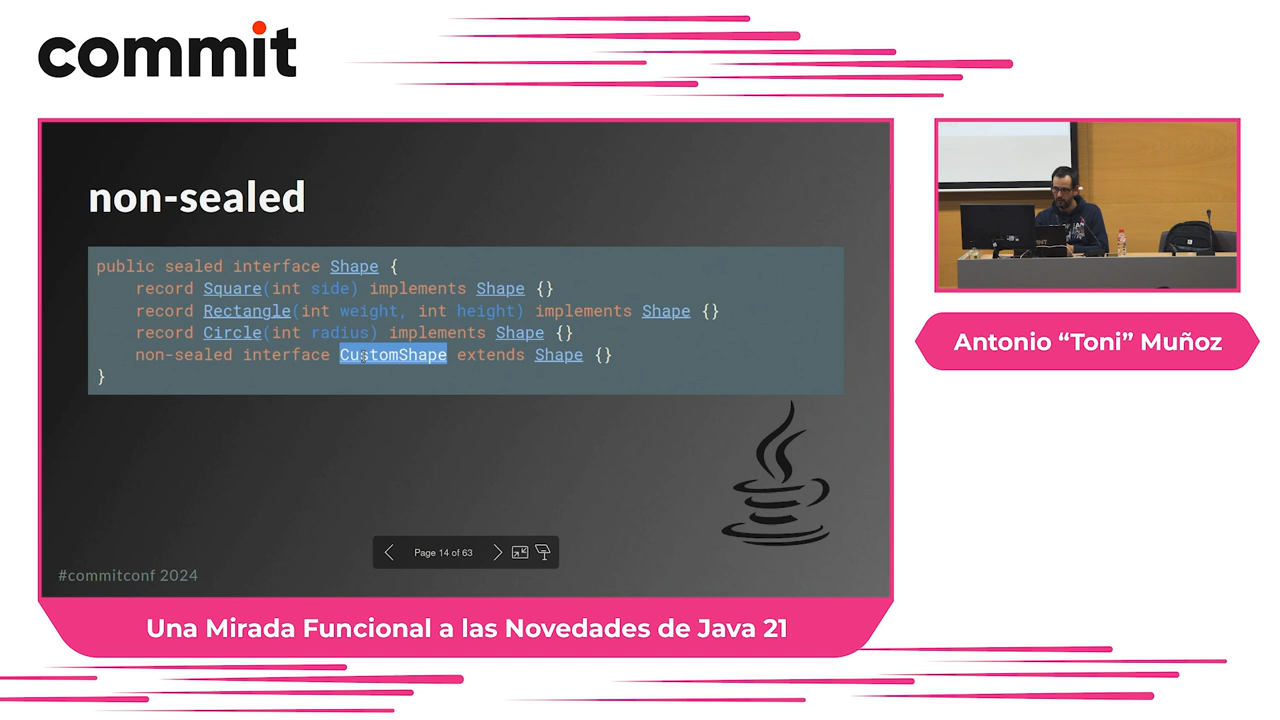 commit
non-sealed
public sealed interface Shape {
record Square(int side) implements Shape {}
record Rectangle(int weight, int height) implements Shape {}
record Circle(int radius) implements Shape {}
non-sealed interface CustomShape extends Shape {}
}
Page 14 of 63
#commitconf 2024
Antonio “Toni” Muñoz
Una Mirada Funcional a las Novedades de Java 21